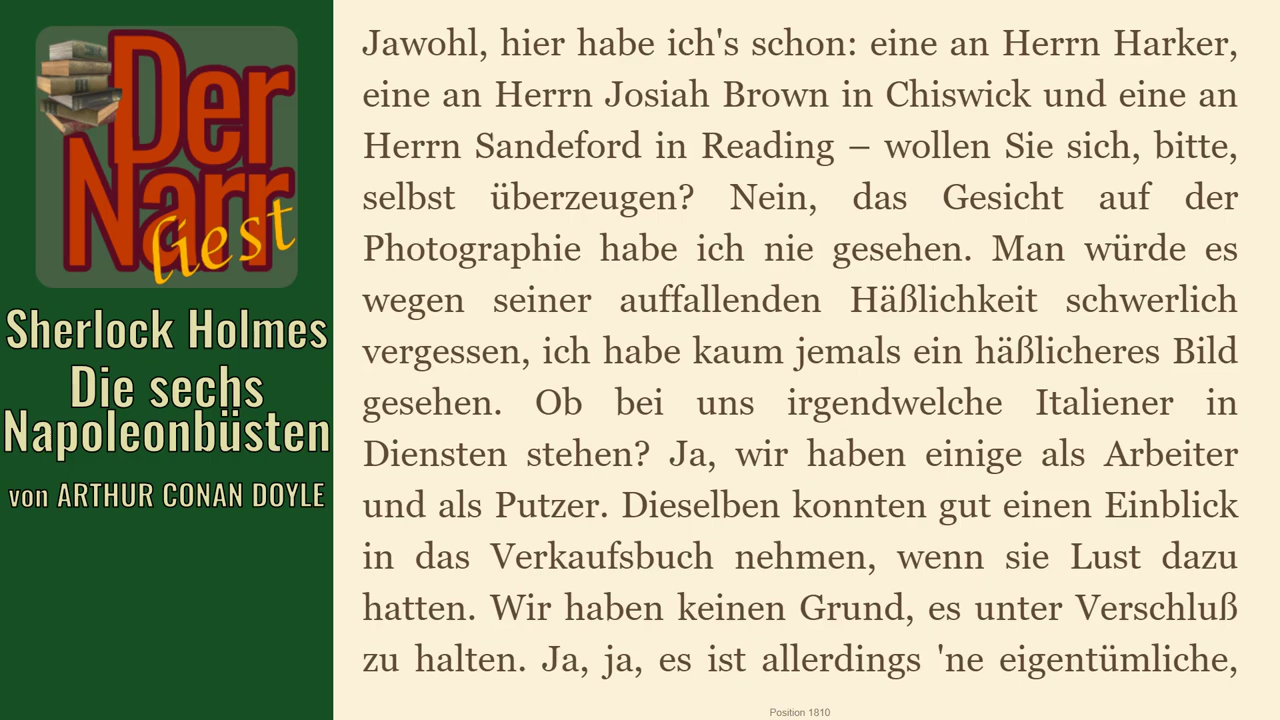 Der
Narr
liest
Sherlock Holmes
Die sechs
Napoleonbüsten
von ARTHUR CONAN DOYLE
Jawohl, hier habe ich's schon: eine an Herrn Harker,
eine an Herrn Josiah Brown in Chiswick und eine an
Herrn Sandeford in Reading – wollen Sie sich, bitte,
selbst überzeugen? Nein, das Gesicht auf der
Photographie habe ich nie gesehen. Man würde es
wegen seiner auffallenden Häßlichkeit schwerlich
vergessen, ich habe kaum jemals ein häßlicheres Bild
gesehen. Ob bei uns irgendwelche Italiener in
Diensten stehen? Ja, wir haben einige als Arbeiter
und als Putzer. Dieselben konnten gut einen Einblick
in das Verkaufsbuch nehmen, wenn sie Lust dazu
hatten. Wir haben keinen Grund, es unter Verschluß
zu halten. Ja, ja, es ist allerdings 'ne eigentümliche,
Position 1810